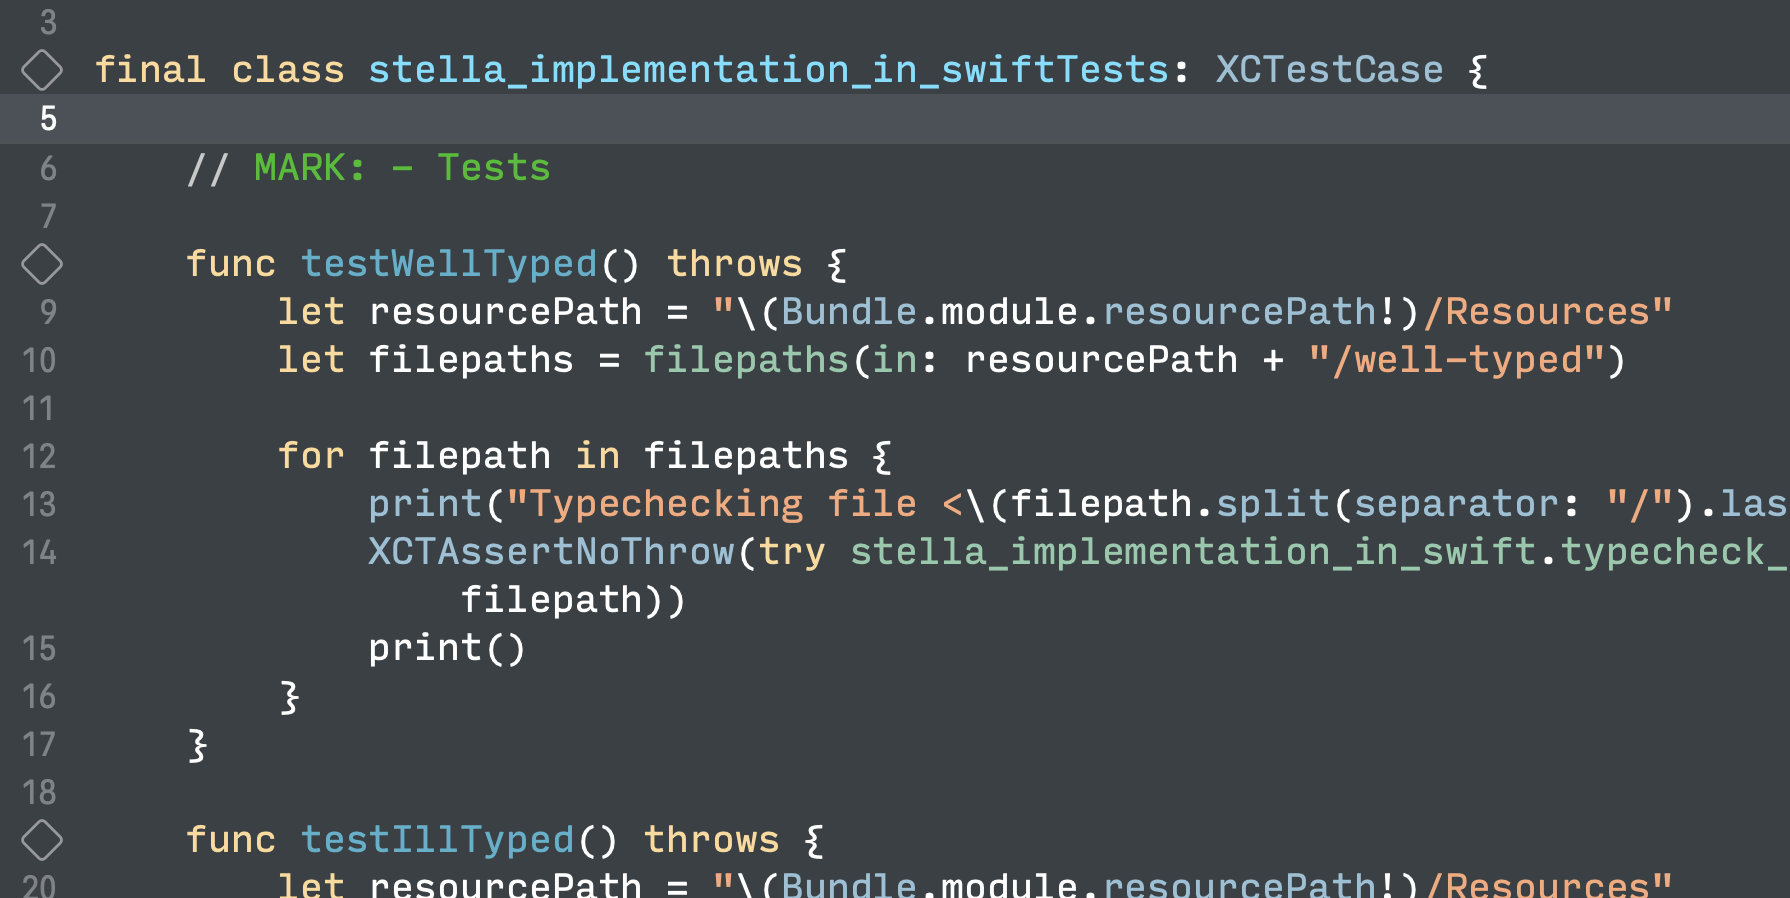 3
final class stella_implementation_in_swiftTests: XCTestCase {
5
6 // MARK: - Tests
7
func testWellTyped() throws {
9 let resourcePath = "\(Bundle.module.resourcePath!)/Resources"
10 let filepaths = filepaths(in: resourcePath + "/well-typed")
11
12 for filepath in filepaths {
13 print("Typechecking file <\(filepath.split(separator: "/").las
14 XCTAssertNoThrow(try stella_implementation_in_swift.typecheck_
filepath))
15 print()
16 }
17 }
18
func testIllTyped() throws {
20 let resourcePath = "\(Bundle.module.resourcePath!)/Resources"